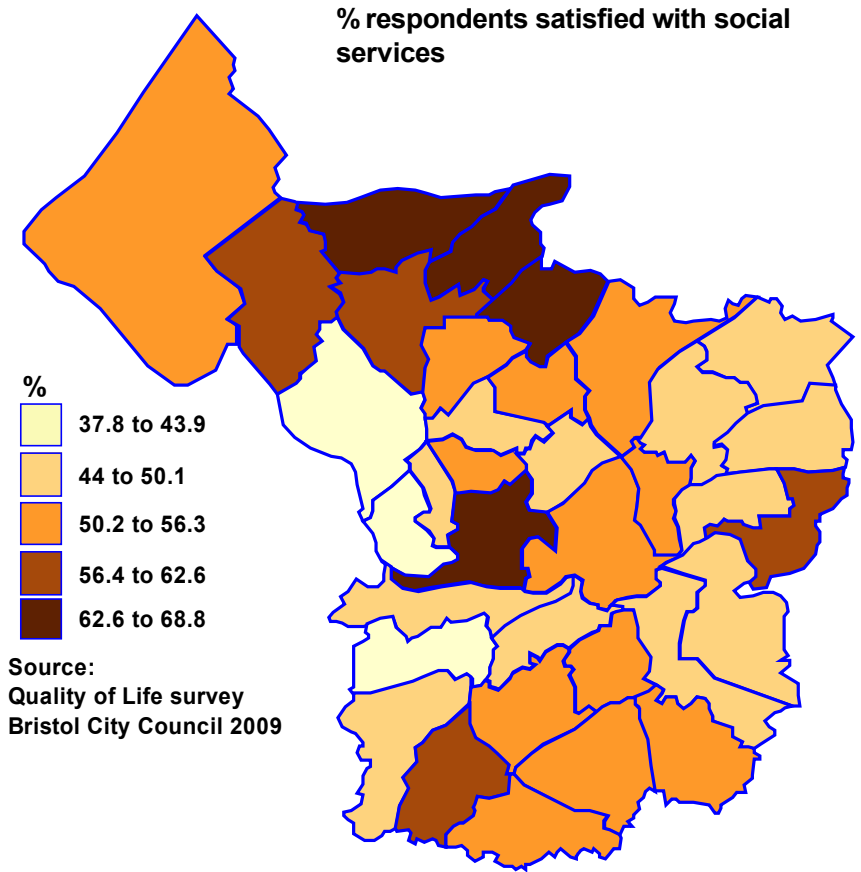 % respondents satisfied with social
services
%
37.8 to 43.9
44 to 50.1
50.2 to 56.3
56.4 to 62.6
62.6 to 68.8
Source:
Quality of Life survey
Bristol City Council 2009